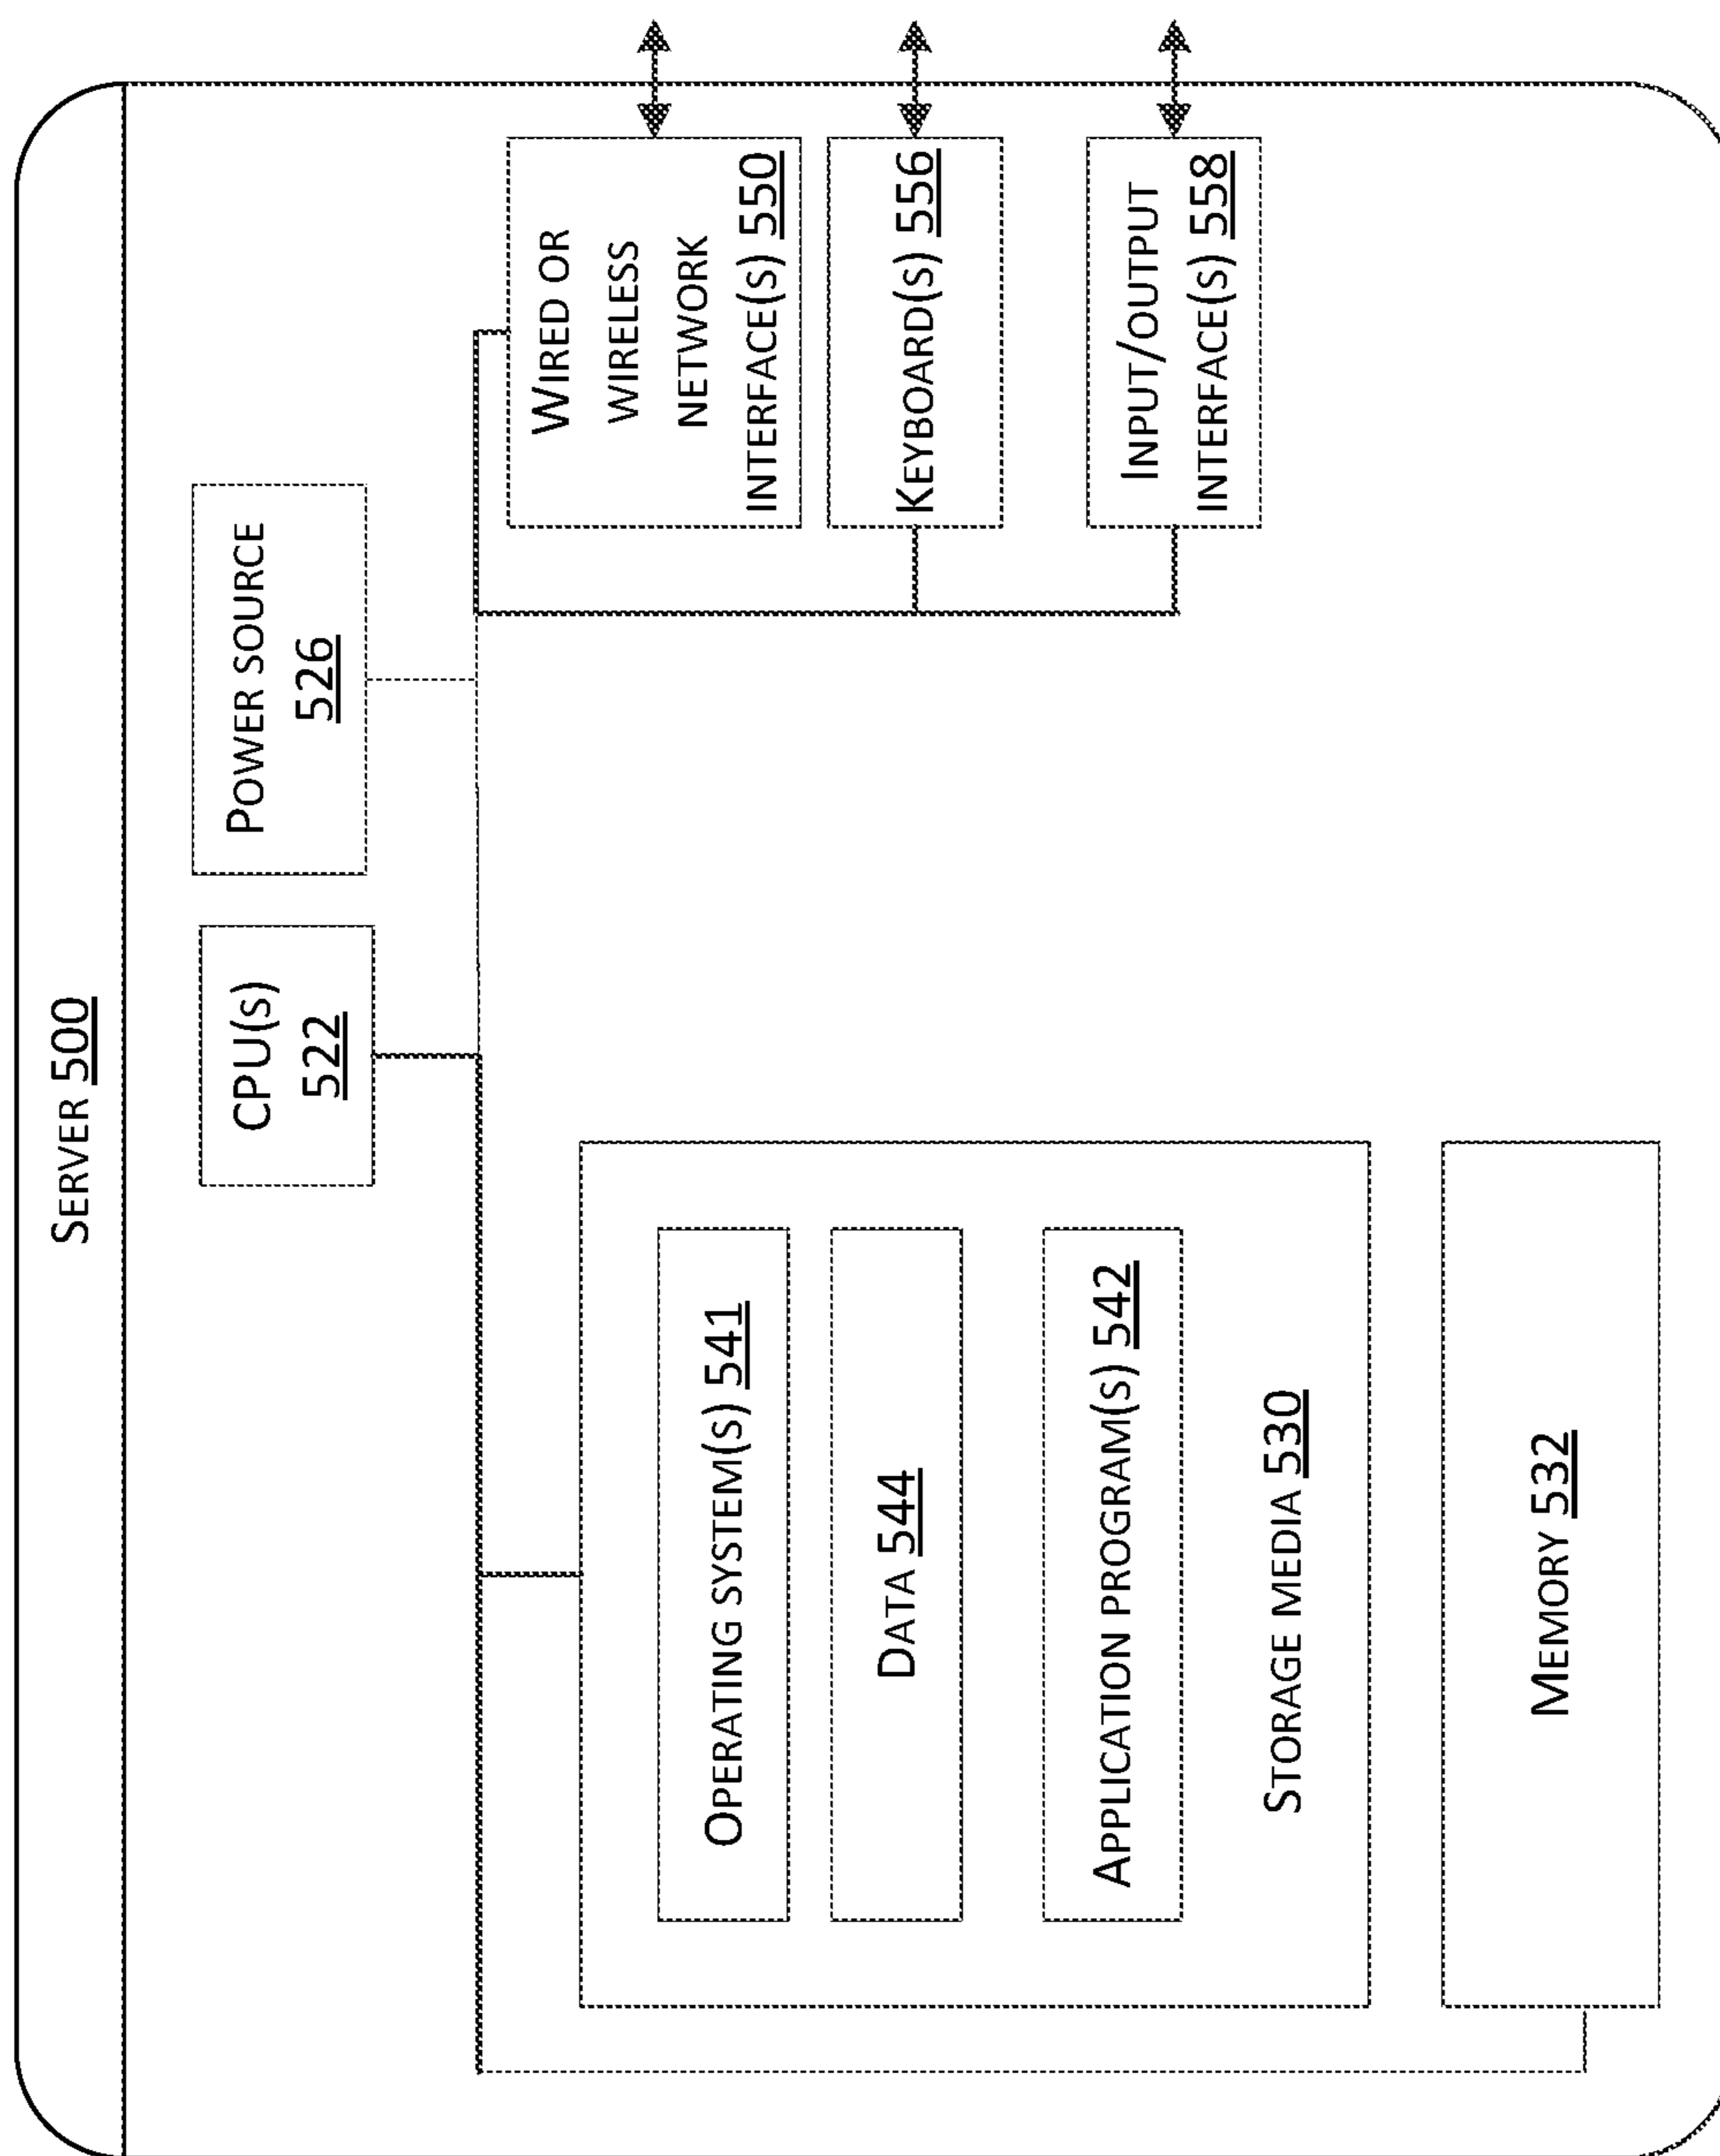 SERVER 500
CPU(S)
522
POWER SOURCE
526
OPERATING SYSTEM(S) 541
DATA 544
APPLICATION PROGRAM(S) 542
STORAGE MEDIA 530
MEMORY 532
WIRED OR
WIRELESS
NETWORK
INTERFACE(S) 550
KEYBOARD(S) 556
INPUT/OUTPUT
INTERFACE(S) 558